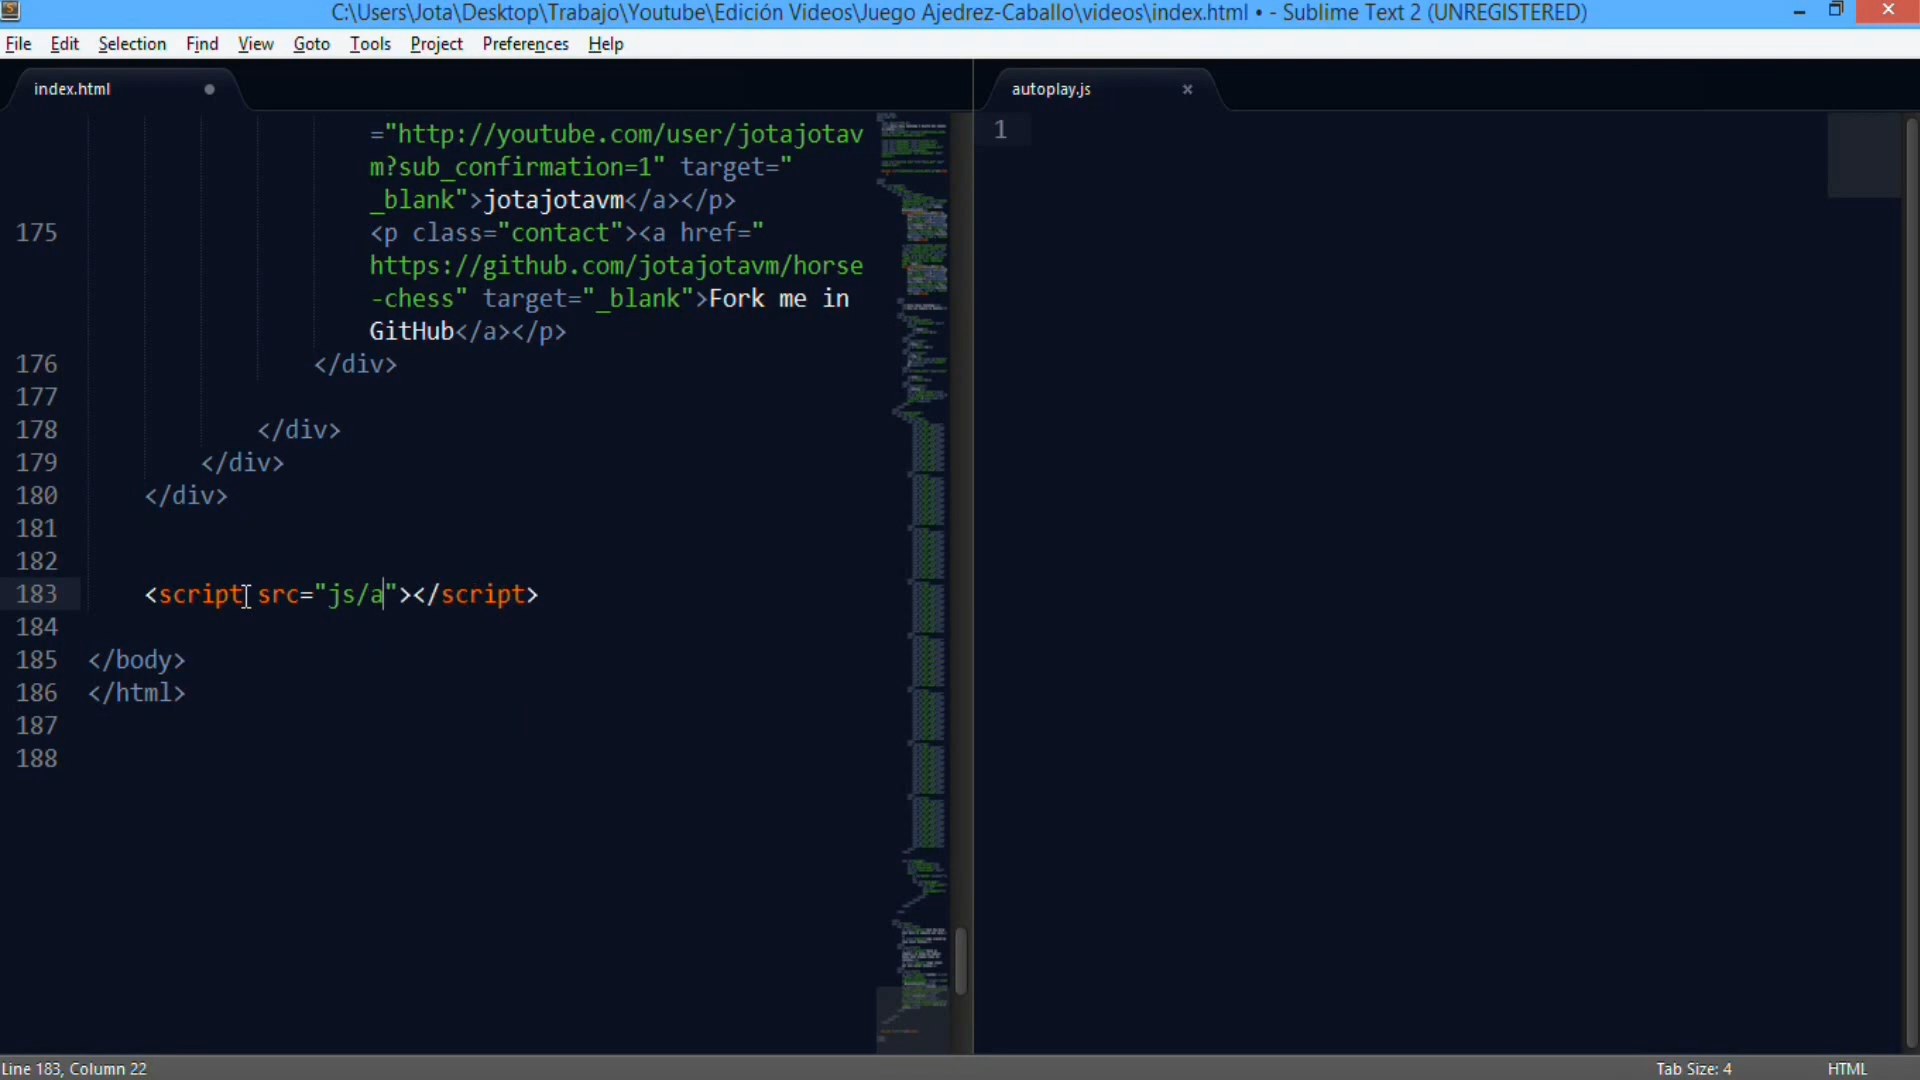 C:\Users\Jota\Desktop\Trabajo\Youtube\Edición Videos\Juego Ajedrez-Caballo\videos\index.html • - Sublime Text 2 (UNREGISTERED)
File Edit Selection Find View Goto Tools Project Preferences Help
index.html
="http://youtube.com/user/jotajotav
m?sub_confirmation=1" target="
_blank">jotajotavm</a></p>
175 <p class="contact"><a href="
https://github.com/jotajotavm/horse
-chess" target="_blank">Fork me in
GitHub</a></p>
176 </div>
177
178 </div>
179 </div>
180 </div>
181
182
183 <script src="js/a"></script>
184
185 </body>
186 </html>
187
188
autoplay.js ×
1
Line 183, Column 22
Tab Size: 4
HTML